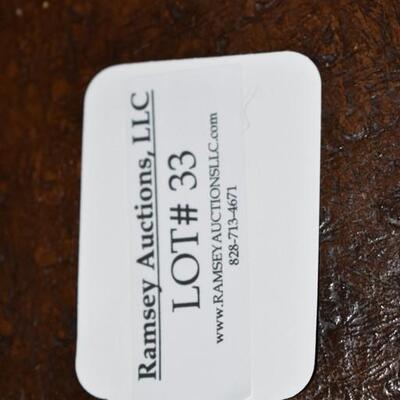 Ramsey Auctions, LLC
LOT# 33
www.RAMSEYAUCTIONSLLC.com
828-713-4671